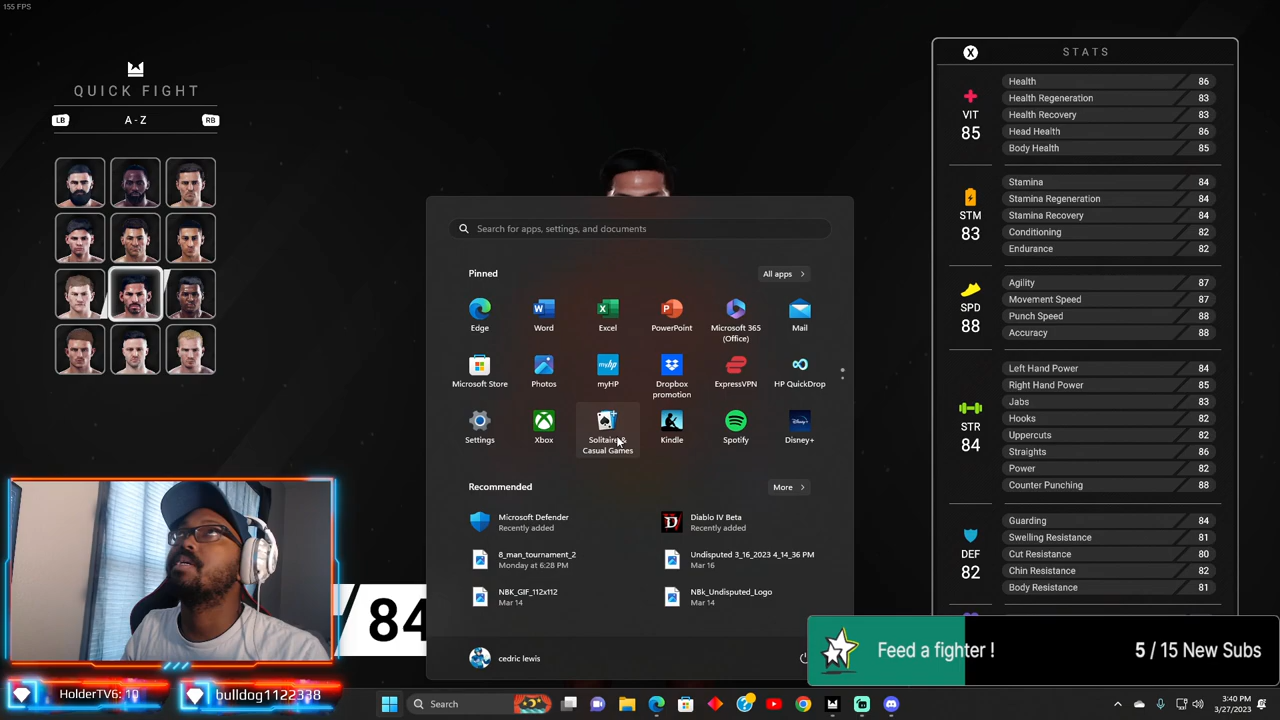 155 FPS
QUICK FIGHT
LB A - Z RB
STATS
X
VIT
85
Health 86
Health Regeneration 83
Health Recovery 83
Head Health 86
Body Health 85
STM
83
Stamina 84
Stamina Regeneration 84
Stamina Recovery 84
Conditioning 82
Endurance 82
SPD
88
Agility 87
Movement Speed 87
Punch Speed 88
Accuracy 88
STR
84
Left Hand Power 84
Right Hand Power 85
Jabs 83
Hooks 82
Uppercuts 82
Straights 86
Power 82
Counter Punching 88
DEF
82
Guarding 84
Swelling Resistance 81
Cut Resistance 80
Chin Resistance 82
Body Resistance 81
Search for apps, settings, and documents
Pinned
All apps
Edge
Word
Excel
PowerPoint
Microsoft 365
(Office)
Mail
Microsoft Store
Photos
myhp
myHP
Dropbox
promotion
ExpressVPN
HP QuickDrop
Settings
Xbox
Solitaire &
Casual Games
Kindle
Spotify
Disney+
Recommended
More
Microsoft Defender
Recently added
Diablo IV Beta
Recently added
8_man_tournament_2
Monday at 6:28 PM
Undisputed 3_16_2023 4_14_36 PM
Mar 16
NBK_GIF_112x112
Mar 14
NBk_Undisputed_Logo
Mar 14
cedric lewis
/84
Feed a fighter !
5 / 15 New Subs
HolderTV6: 10
bulldog1122338
Search
3:40 PM
3/27/2023